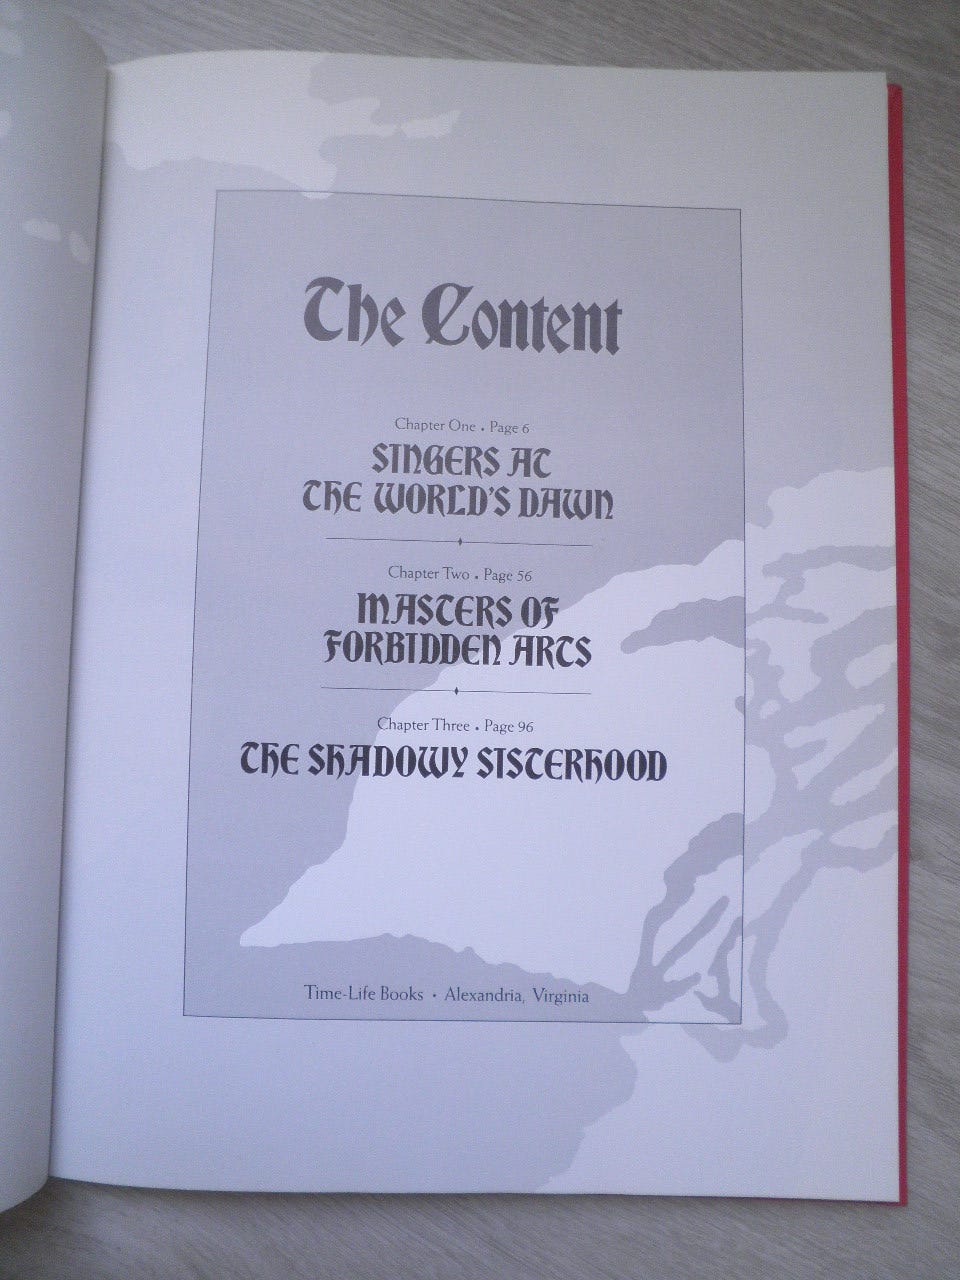 The Content
Chapter One • Page 6
SINGERS AT
THE WORLD'S DAWN
Chapter Two • Page 56
MASTERS OF
FORBIDDEN ARTS
Chapter Three • Page 96
THE SHADOWY SISTERHOOD
Time-Life Books • Alexandria, Virginia